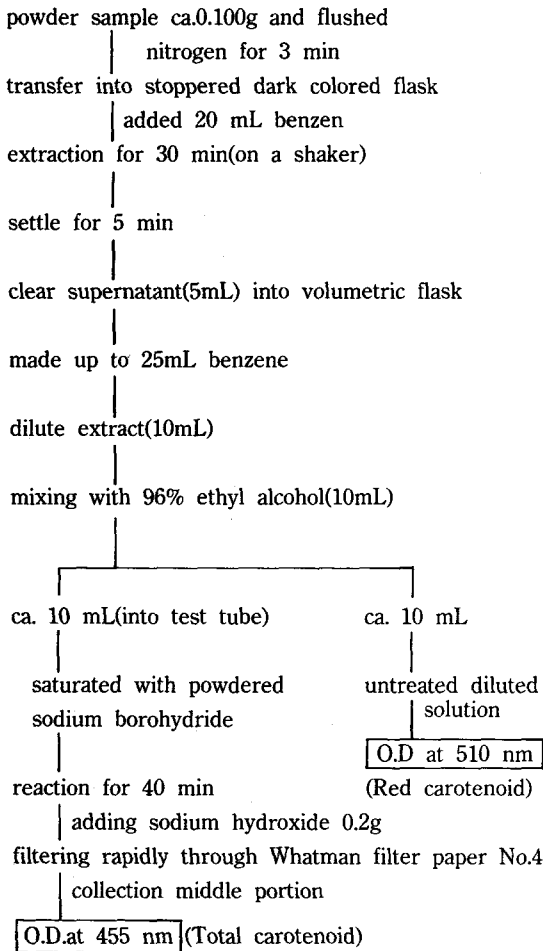 powder sample ca.0.100g and flushed
nitrogen for 3 min
transfer into stoppered dark colored flask
added 20 mL benzen
extraction for 30 min(on a shaker)
settle for 5 min
clear supernatant(5mL) into volumetric flask
made up to 25mL benzene
dilute extract(10mL)
mixing with 96% ethyl alcohol(10mL)
ca. 10 mL(into test tube)
saturated with powdered
sodium borohydride
reaction for 40 min
adding sodium hydroxide 0.2g
filtering rapidly through Whatman filter paper No.4
collection middle portion
O.D.at 455 nm (Total carotenoid)
ca. 10 mL
untreated diluted
solution
O.D at 510 nm
(Red carotenoid)